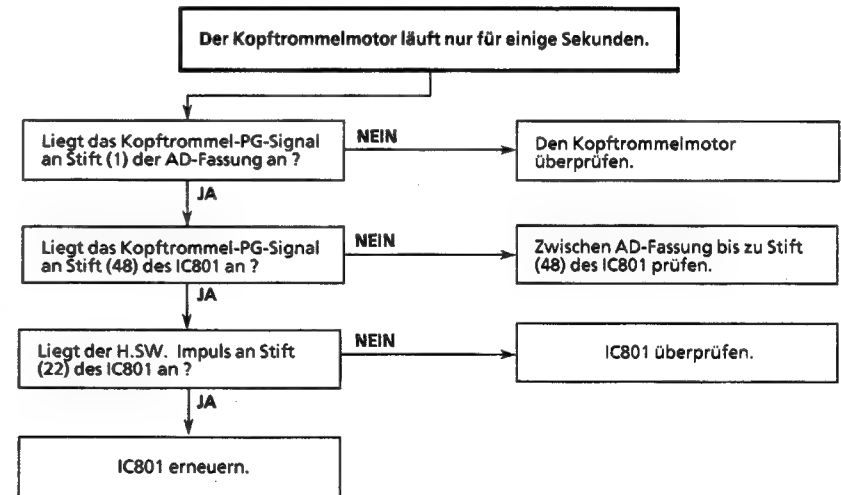 Der Kopftrommelmotor läuft nur für einige Sekunden.
Liegt das Kopftrommel-PG-Signal
an Stift (1) der AD-Fassung an ?
NEIN
Den Kopftrommelmotor
überprüfen.
JA
Liegt das Kopftrommel-PG-Signal
an Stift (48) des IC801 an ?
NEIN
Zwischen AD-Fassung bis zu Stift
(48) des IC801 prüfen.
JA
Liegt der H.SW. Impuls an Stift
(22) des IC801 an ?
NEIN
IC801 überprüfen.
JA
IC801 erneuern.